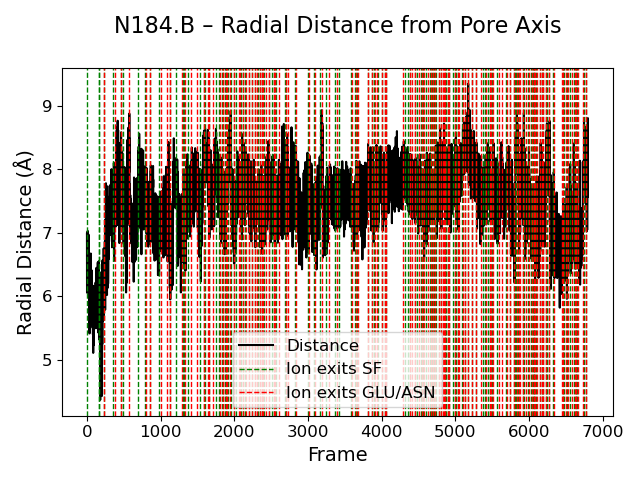 N184.B – Radial Distance from Pore Axis
Radial Distance (Å)
9
8
7
6
5
Distance
Ion exits SF
Ion exits GLU/ASN
0
1000
2000
3000
4000
5000
6000
7000
Frame